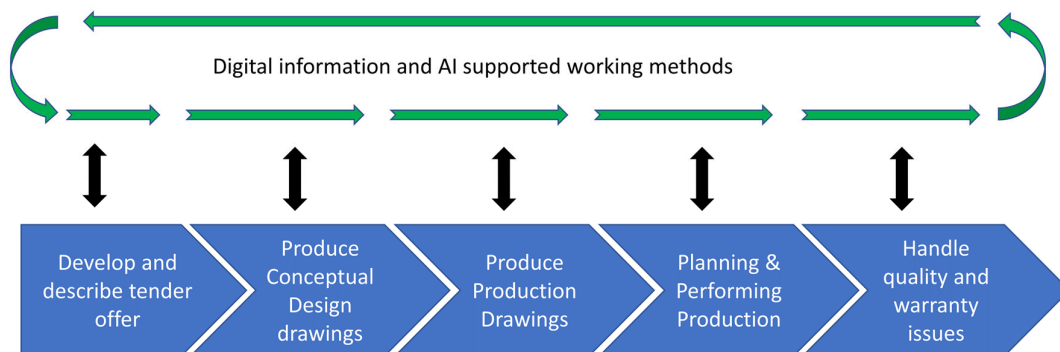 Digital information and AI supported working methods
Develop and
describe tender
offer
Produce
Conceptual
Design
drawings
Produce
Production
Drawings
Planning &
Performing
Production
Handle
quality and
warranty
issues